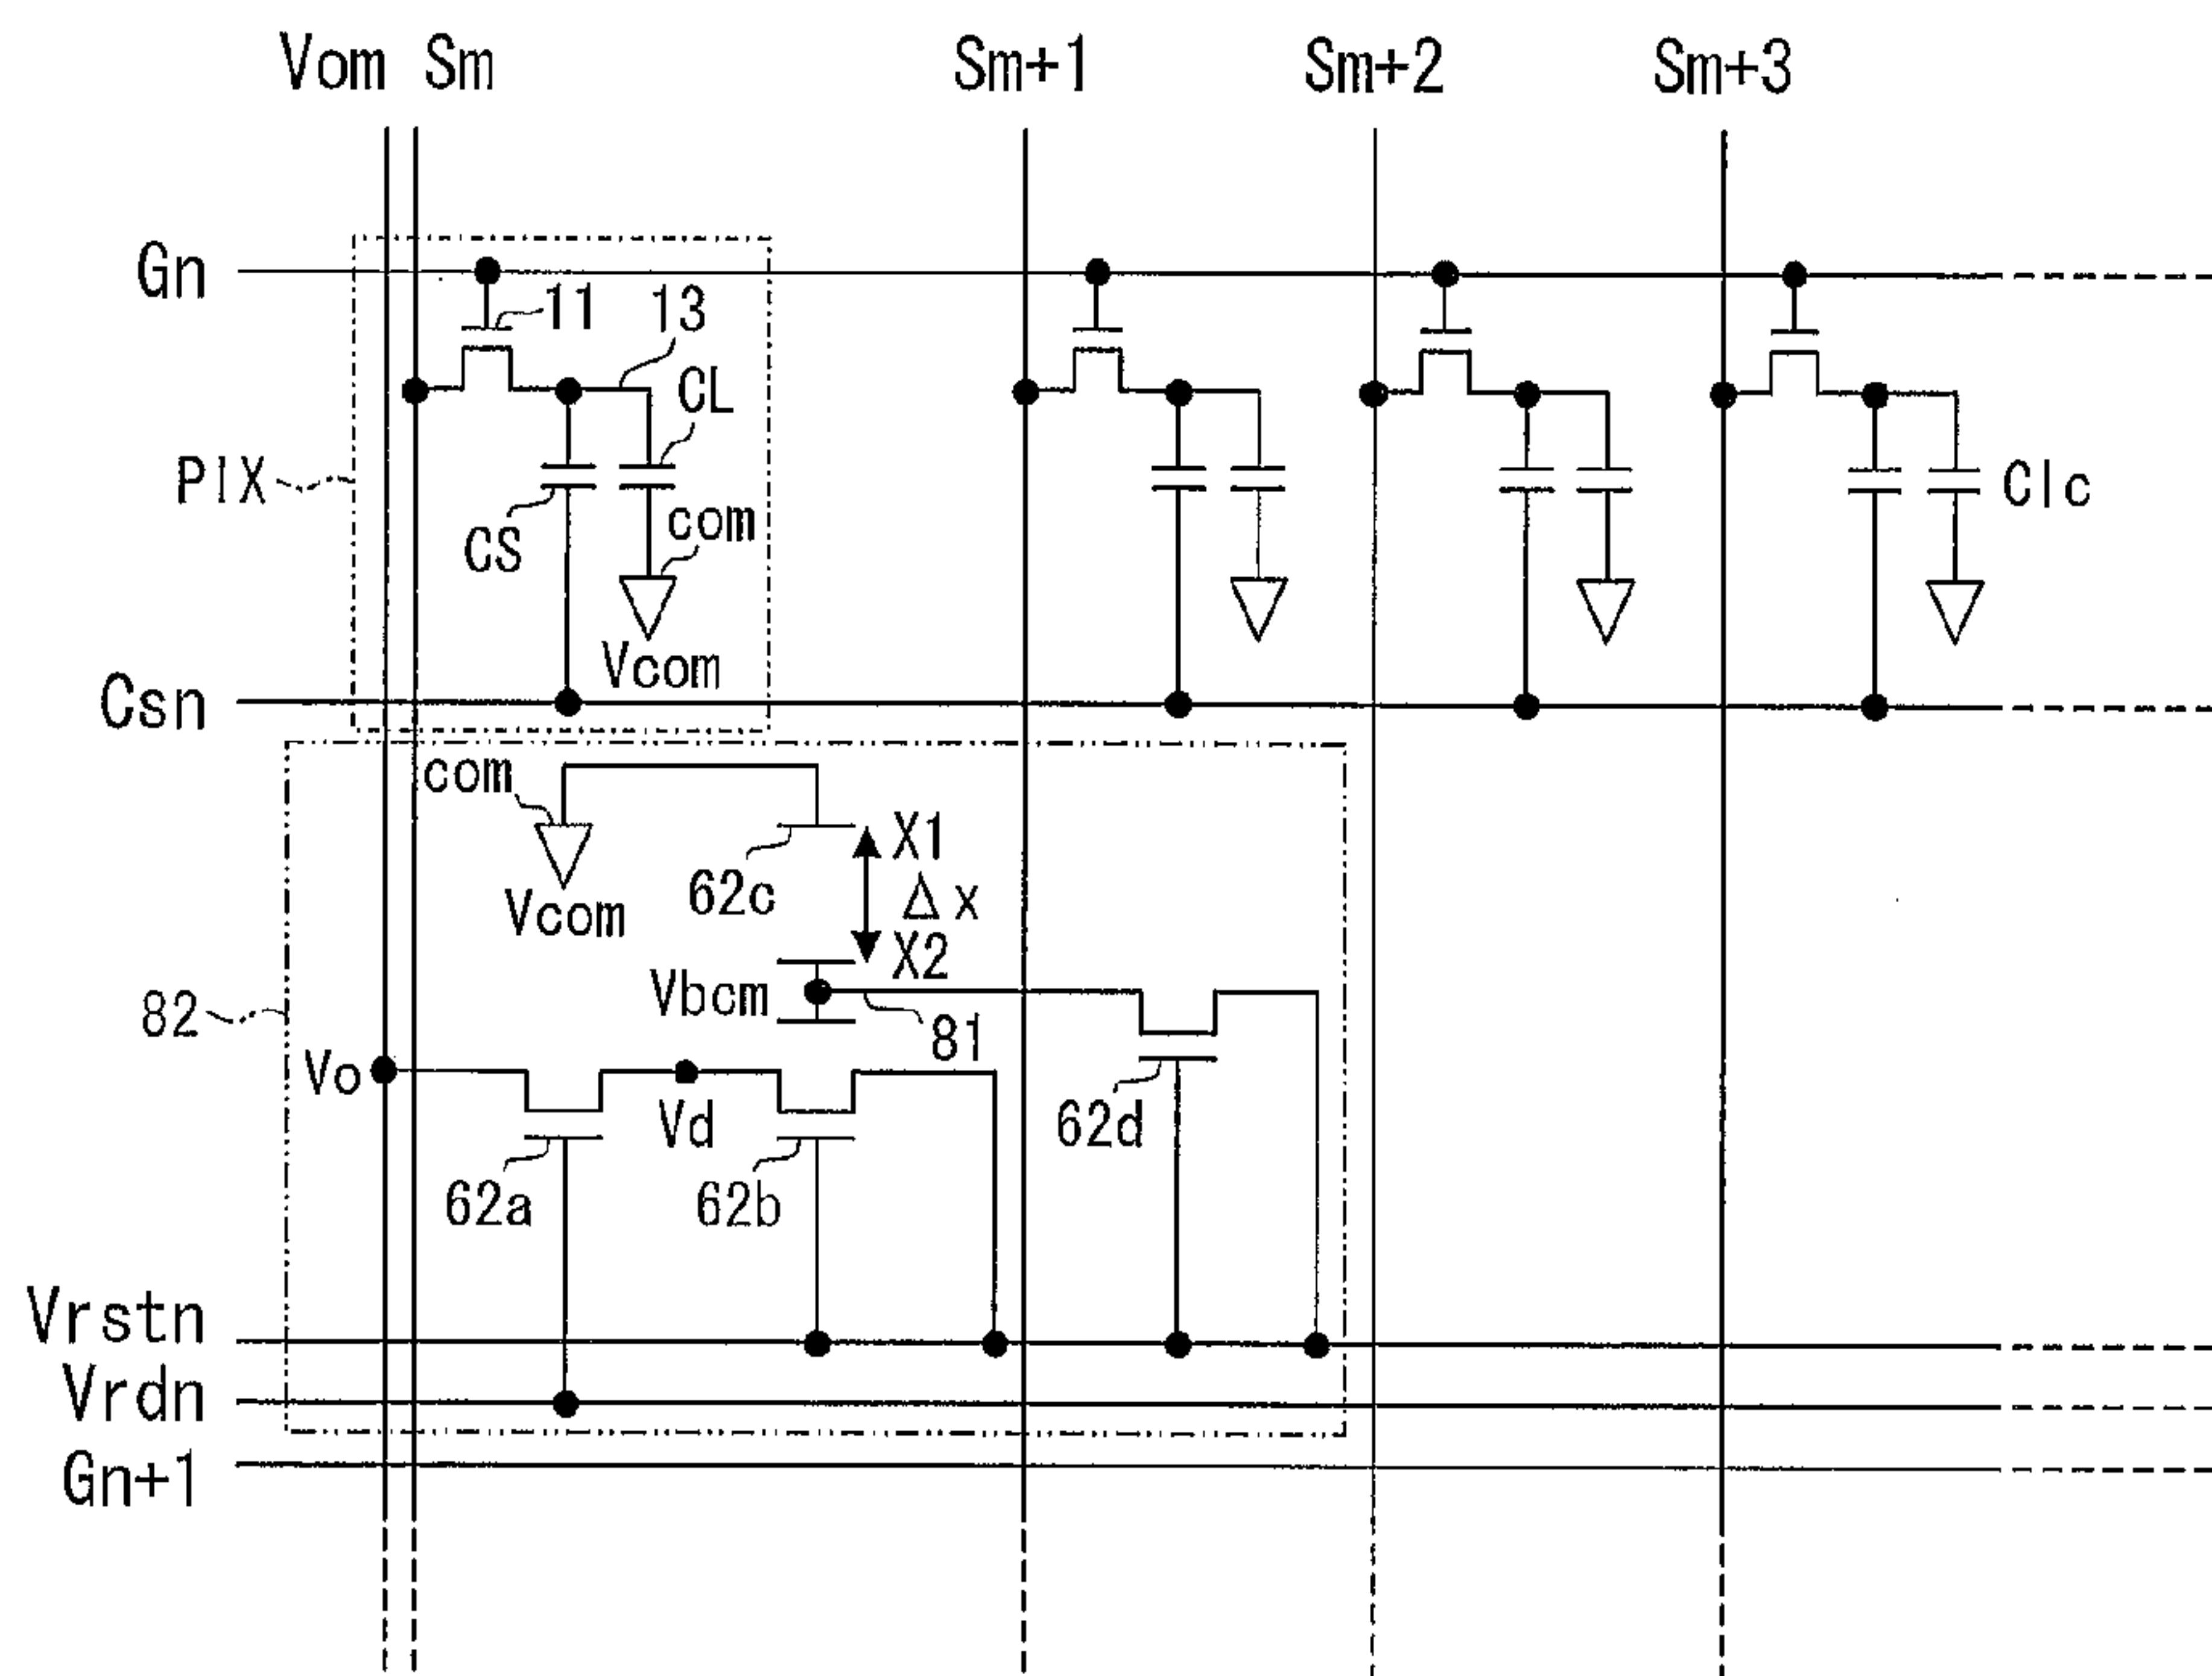 Vom Sm Sm+1 Sm+2 Sm+3
Gn
11 13
CL
PIX
Clc
CS
com
Vcom
Csn
com
X1
62c
Δx
Vcom
X2
Vbcm
82
81
Vo
Vd
62d
62a
62b
Vrstn
Vrdn
Gn+1